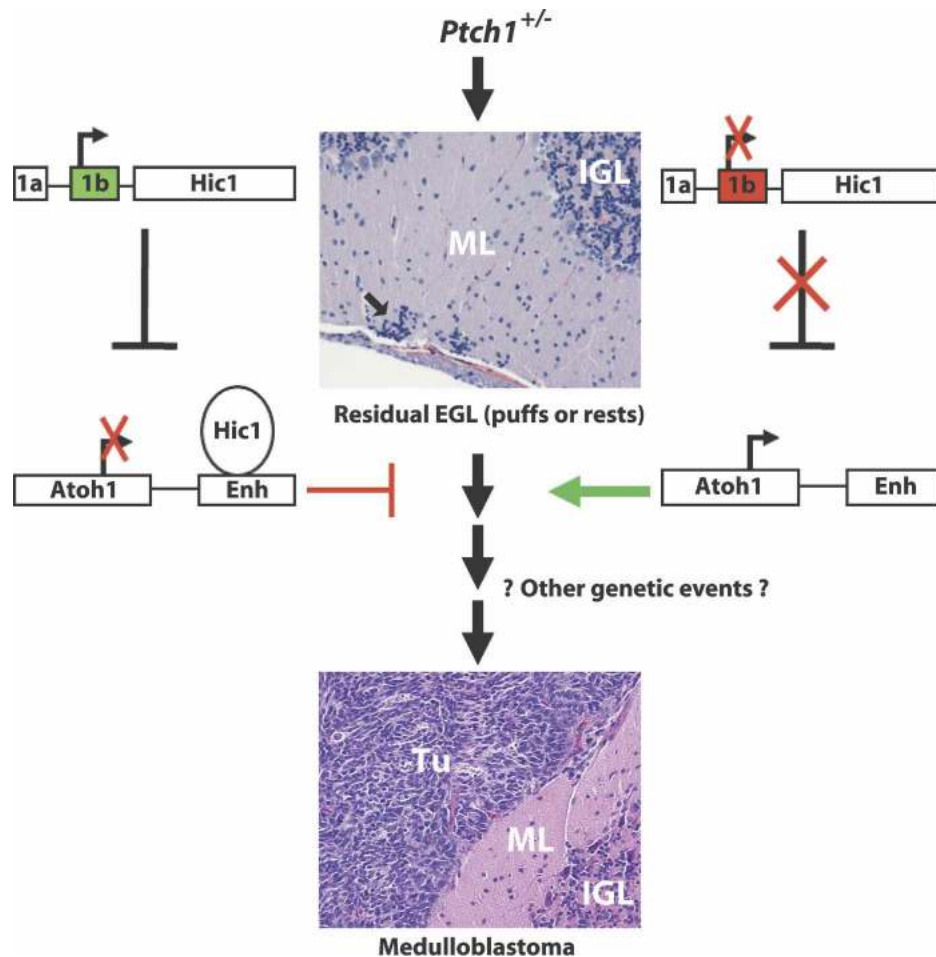 Ptch1+/-
1a 1b Hic1
IGL
ML
1a 1b Hic1
Residual EGL (puffs or rests)
Hic1
Atoh1 Enh
Atoh1 Enh
? Other genetic events ?
Tu
ML
IGL
Medulloblastoma